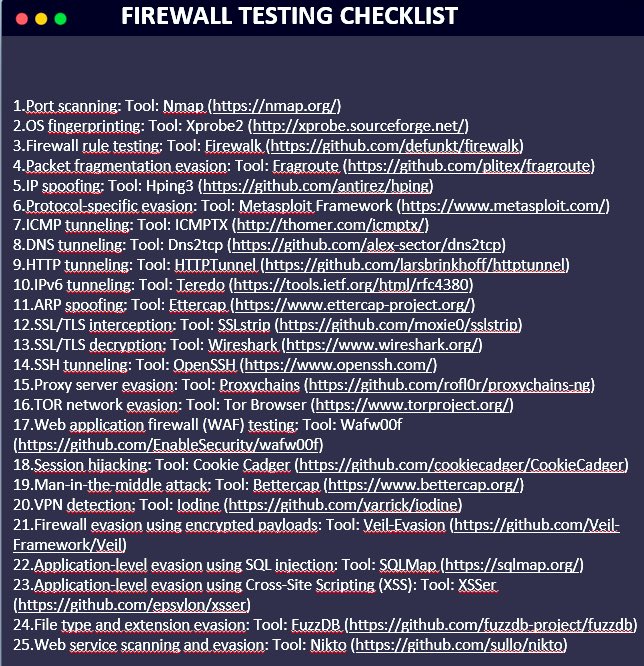 FIREWALL TESTING CHECKLIST
1.Port scanning: Tool: Nmap (https://nmap.org/)
2.OS fingerprinting: Tool: Xprobe2 (http://xprobe.sourceforge.net/)
3.Firewall rule testing: Tool: Firewalk (https://github.com/defunkt/firewalk)
4.Packet fragmentation evasion: Tool: Fragroute (https://github.com/plitex/fragroute)
5.IP spoofing: Tool: Hping3 (https://github.com/antirez/hping)
6.Protocol-specific evasion: Tool: Metasploit Framework (https://www.metasploit.com/)
7.ICMP tunneling: Tool: ICMPTX (http://thomer.com/icmptx/)
8.DNS tunneling: Tool: Dns2tcp (https://github.com/alex-sector/dns2tcp)
9.HTTP tunneling: Tool: HTTPTunnel (https://github.com/larsbrinkhoff/httptunnel)
10.IPv6 tunneling: Tool: Teredo (https://tools.ietf.org/html/rfc4380)
11.ARP spoofing: Tool: Ettercap (https://www.ettercap-project.org/)
12.SSL/TLS interception: Tool: SSLstrip (https://github.com/moxie0/sslstrip)
13.SSL/TLS decryption: Tool: Wireshark (https://www.wireshark.org/)
14.SSH tunneling: Tool: OpenSSH (https://www.openssh.com/)
15.Proxy server evasion: Tool: Proxychains (https://github.com/rofl0r/proxychains-ng)
16.TOR network evasion: Tool: Tor Browser (https://www.torproject.org/)
17.Web application firewall (WAF) testing: Tool: Wafw00f
(https://github.com/EnableSecurity/wafw00f)
18.Session hijacking: Tool: Cookie Cadger (https://github.com/cookiecadger/CookieCadger)
19.Man-in-the-middle attack: Tool: Bettercap (https://www.bettercap.org/)
20.VPN detection: Tool: Iodine (https://github.com/yarrick/iodine)
21.Firewall evasion using encrypted payloads: Tool: Veil-Evasion (https://github.com/Veil-
Framework/Veil)
22.Application-level evasion using SQL injection: Tool: SQLMap (https://sqlmap.org/)
23.Application-level evasion using Cross-Site Scripting (XSS): Tool: XSSer
(https://github.com/epsylon/xsser)
24.File type and extension evasion: Tool: FuzzDB (https://github.com/fuzzdb-project/fuzzdb)
25.Web service scanning and evasion: Tool: Nikto (https://github.com/sullo/nikto)